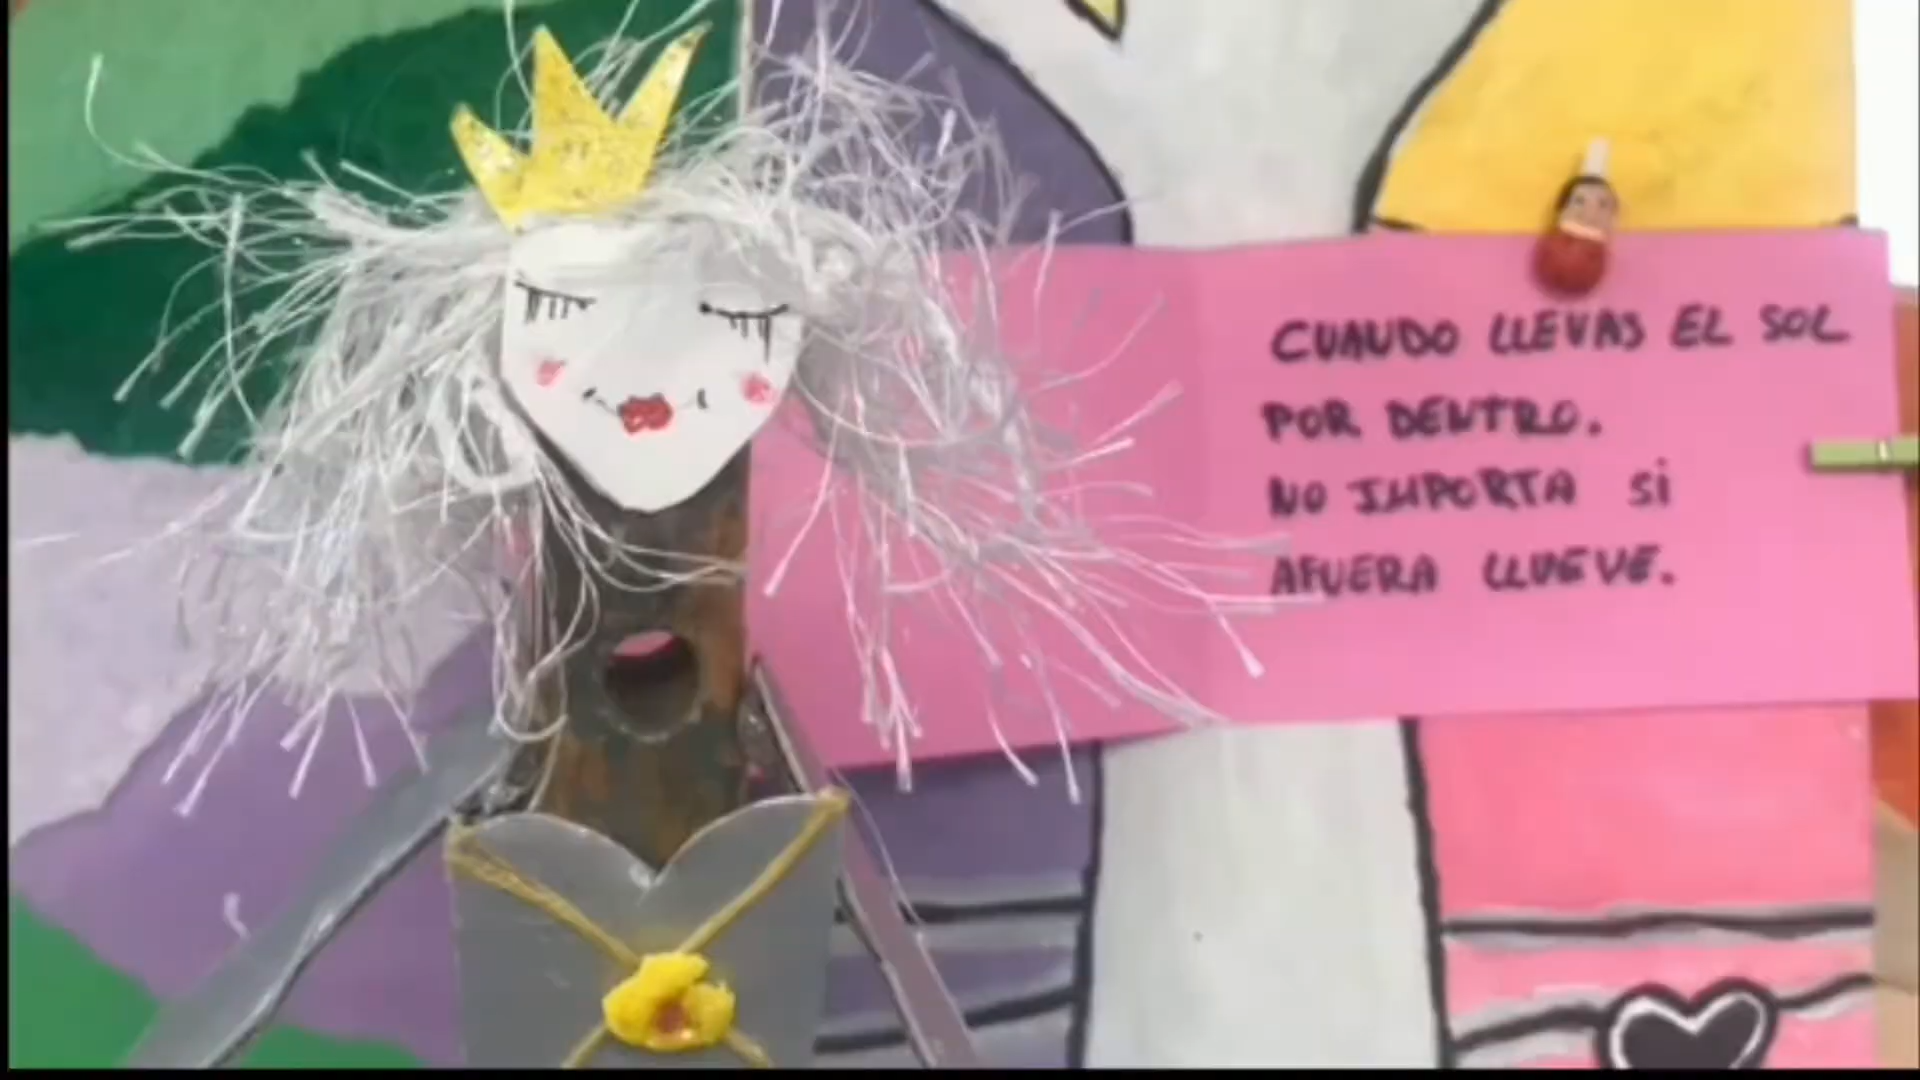 CUANDO LLEVAS EL SOL
POR DENTRO.
NO IMPORTA Si
AFUERA LLUEVE.